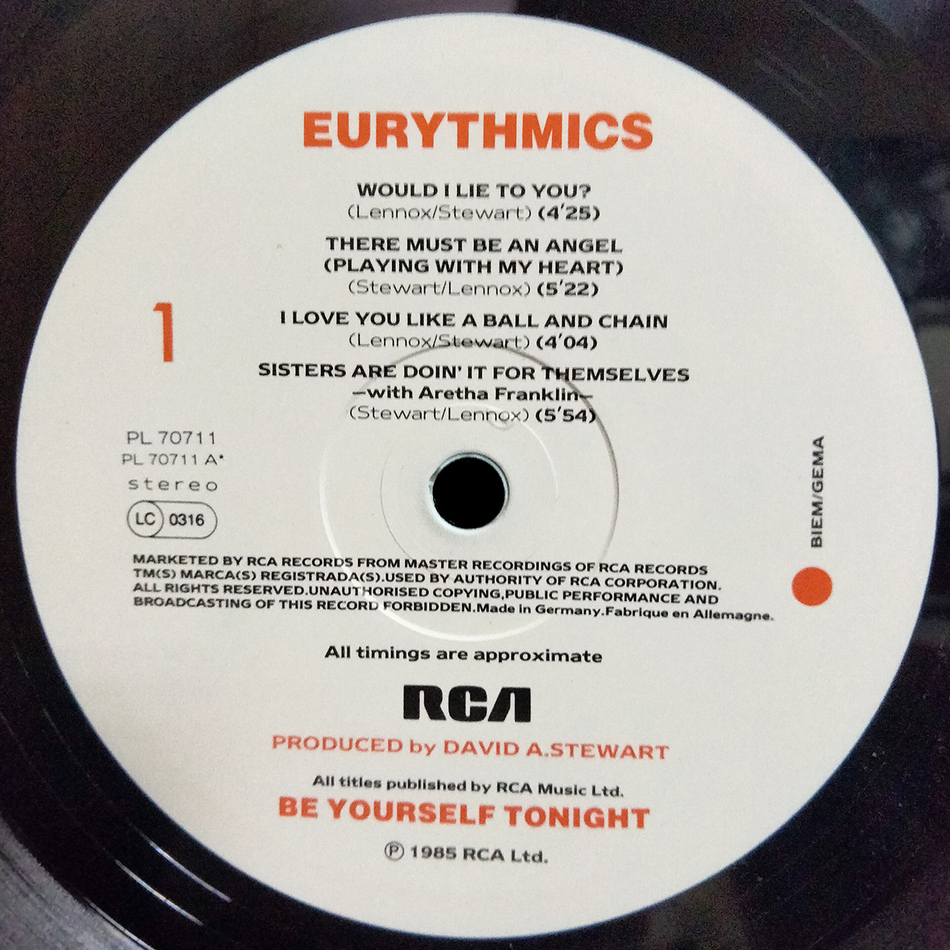 EURYTHMICS
WOULD I LIE TO YOU?
(Lennox/Stewart) (4'25)
THERE MUST BE AN ANGEL
(PLAYING WITH MY HEART)
(Stewart/Lennox) (5'22)
I LOVE YOU LIKE A BALL AND CHAIN
(Lennox/Stewart) (4'04)
SISTERS ARE DOIN' IT FOR THEMSELVES
–with Aretha Franklin–
(Stewart/Lennox) (5'54)
1
PL 70711
PL 70711 A*
stereo
LC 0316
BIEM/GEMA
MARKETED BY RCA RECORDS FROM MASTER RECORDINGS OF RCA RECORDS
TM(S) MARCA(S) REGISTRADA(S).USED BY AUTHORITY OF RCA CORPORATION.
ALL RIGHTS RESERVED.UNAUTHORISED COPYING,PUBLIC PERFORMANCE AND
BROADCASTING OF THIS RECORD FORBIDDEN.Made in Germany.Fabrique en Allemagne.
All timings are approximate
RCA
PRODUCED by DAVID A.STEWART
All titles published by RCA Music Ltd.
BE YOURSELF TONIGHT
Ⓟ 1985 RCA Ltd.